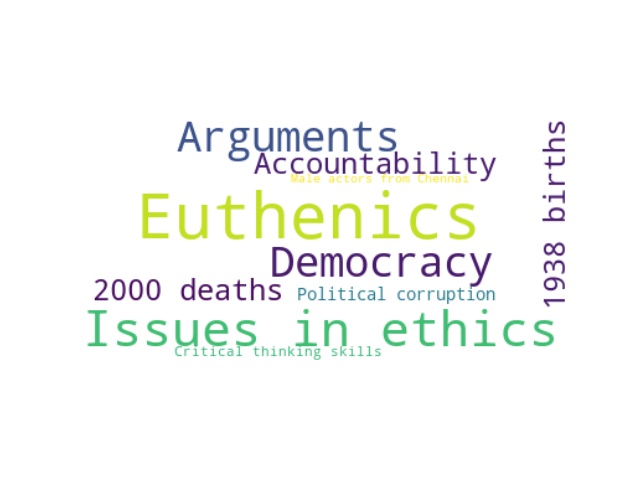 Arguments
Accountability
Male actors from Chennai
Euthenics
Democracy
2000 deaths
Political corruption
Issues in ethics
Critical thinking skills
1938 births